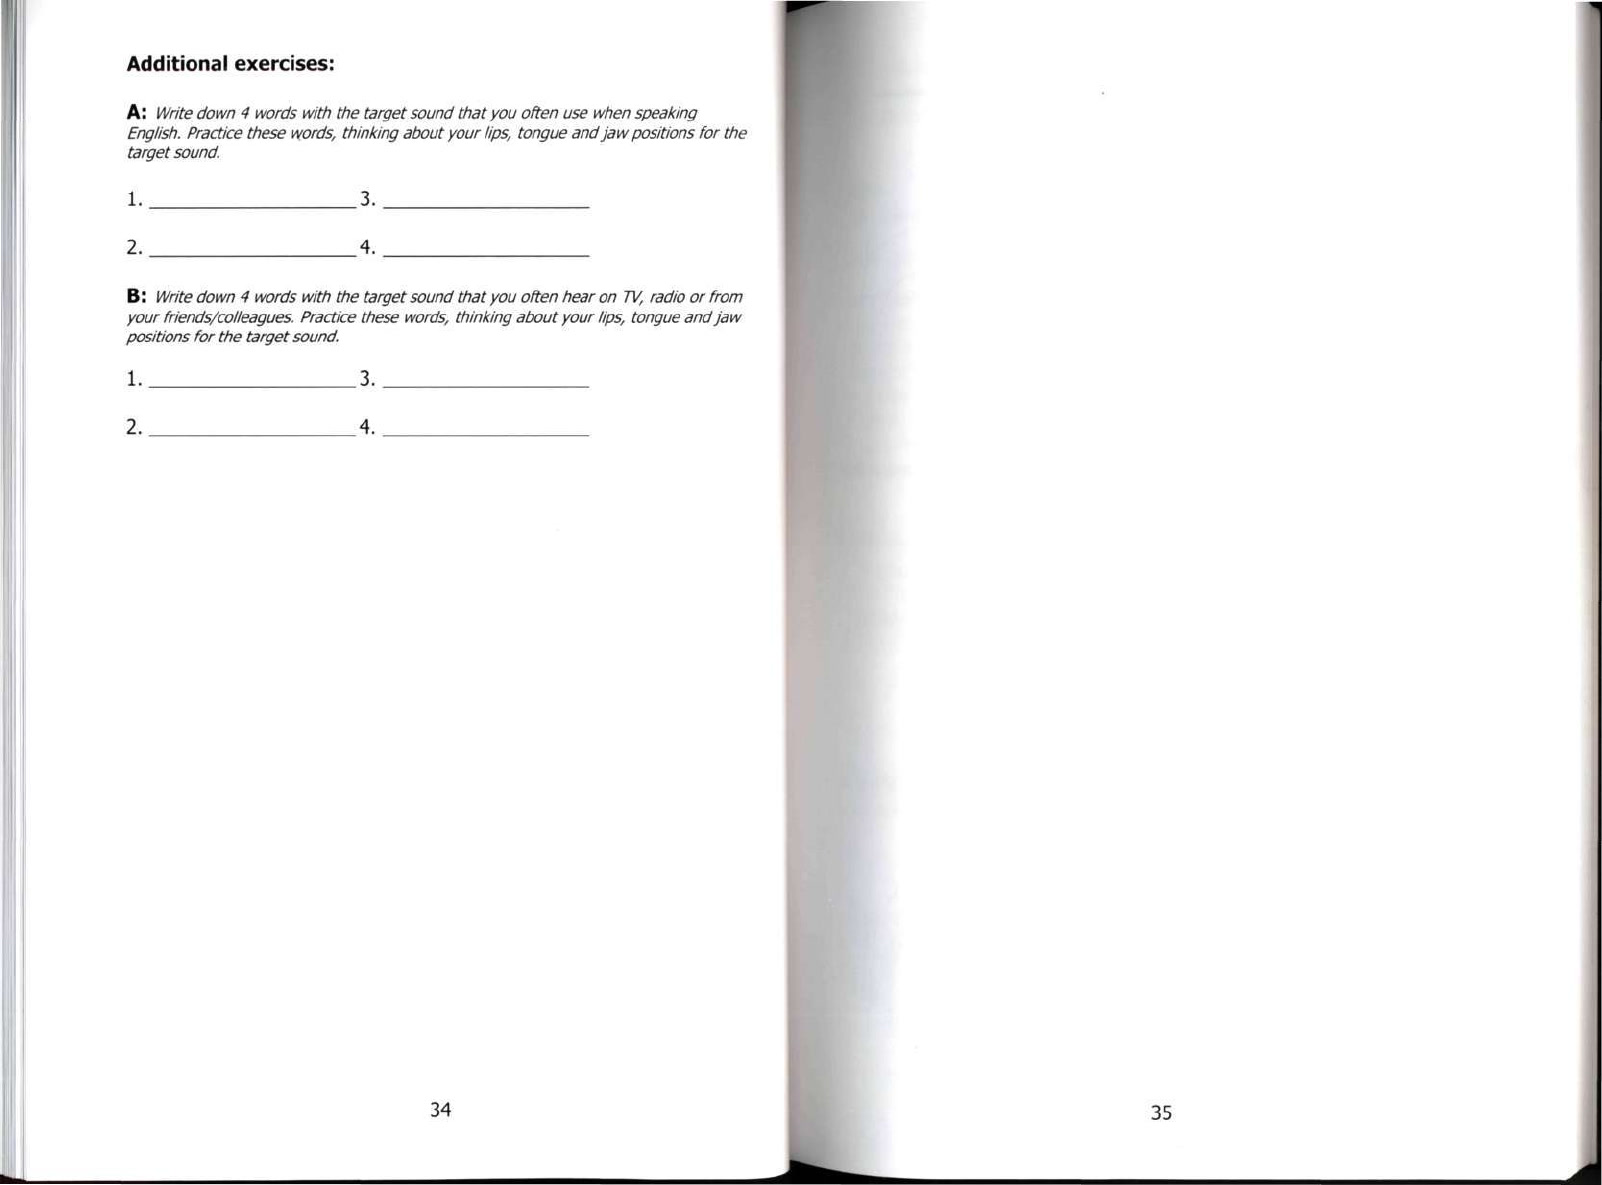 Additional exercises:
A: Write down 4 words with the target sound that you often use when speaking
English. Practice these words, thinking about your lips, tongue and jaw positions for the
target sound.
1. ____________________ 3. ____________________
2. ____________________ 4. ____________________
B: Write down 4 words with the target sound that you often hear on TV, radio or from
your friends/colleagues. Practice these words, thinking about your lips, tongue and jaw
positions for the target sound.
1. ____________________ 3. ____________________
2. ____________________ 4. ____________________
34
35